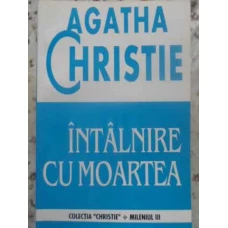 AGATHA
CHRISTIE
ÎNTÂLNIRE
CU MOARTEA
COLECȚIA "CHRISTIE" + MILENIUL III